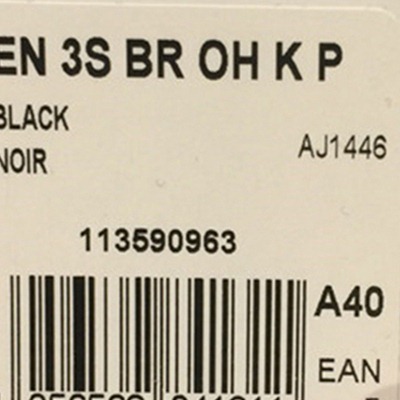 EN 3S BR OH K P
BLACK
NOIR
AJ1446
113590963
A40
EAN